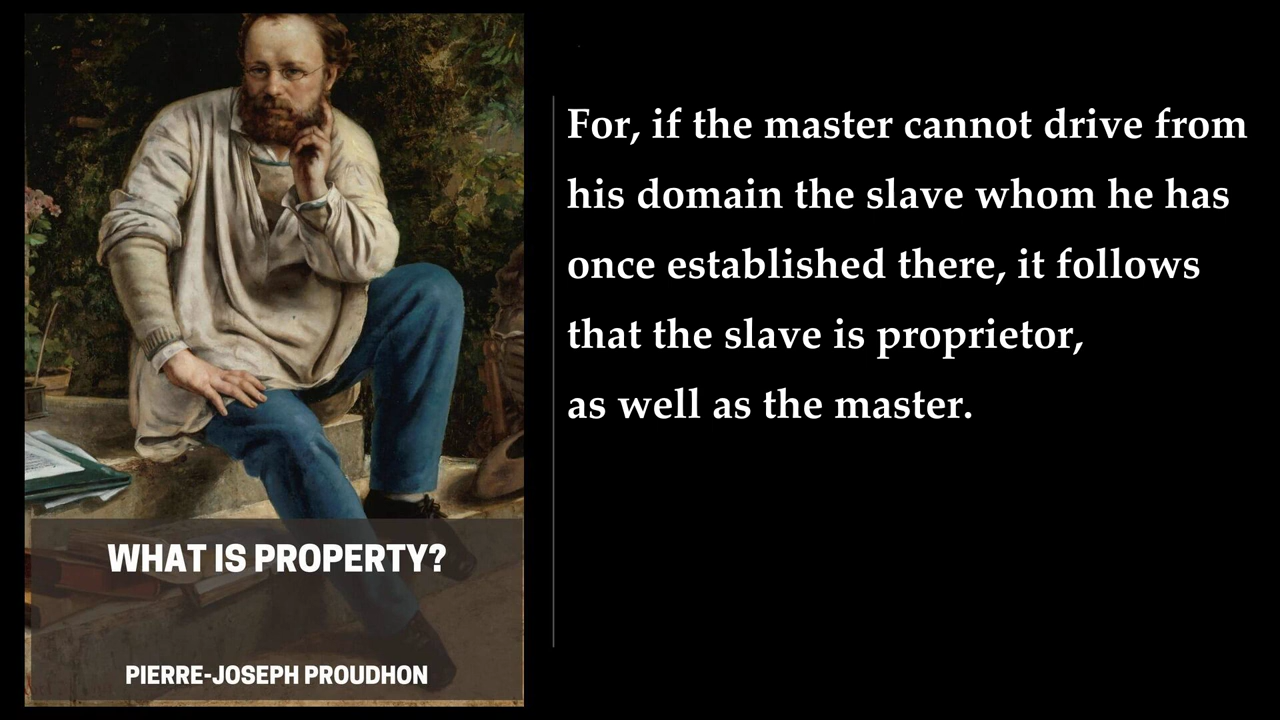 WHAT IS PROPERTY?
PIERRE-JOSEPH PROUDHON
For, if the master cannot drive from
his domain the slave whom he has
once established there, it follows
that the slave is proprietor,
as well as the master.